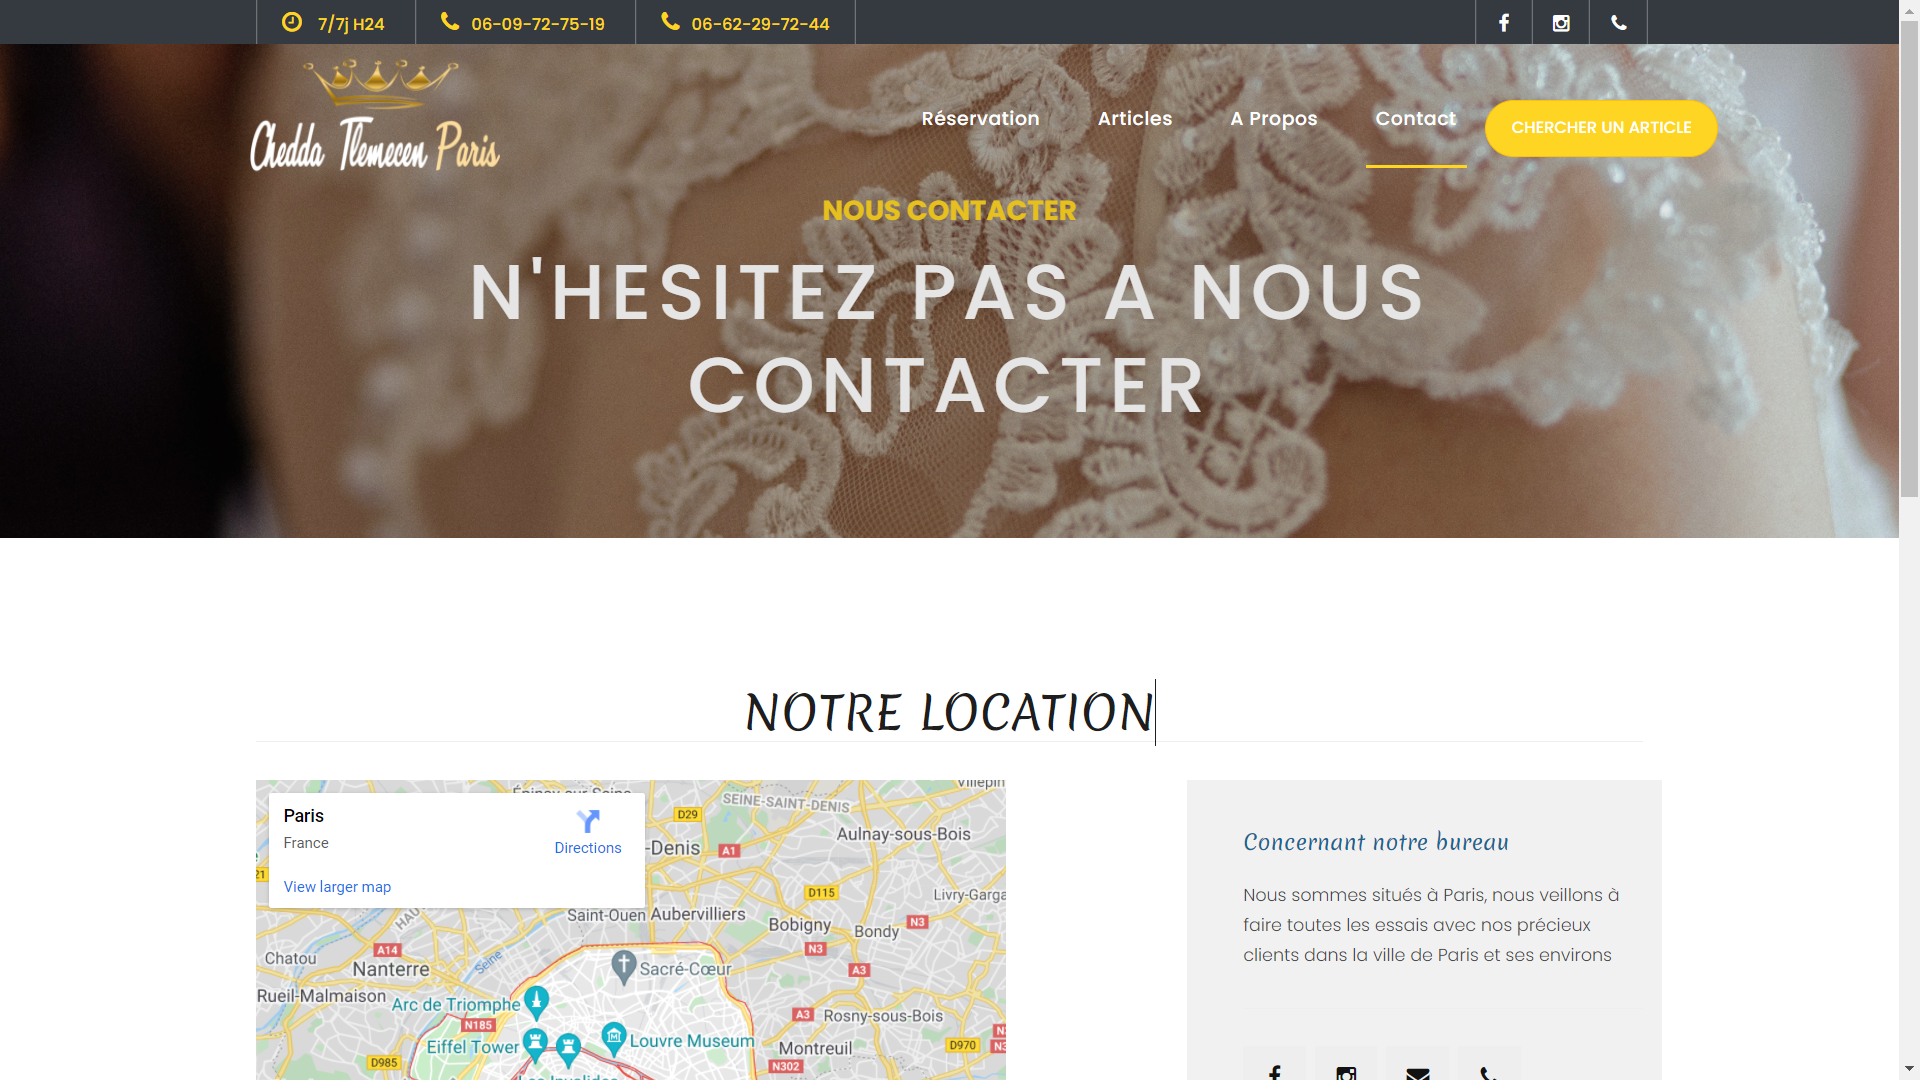 7/7j H24
06-09-72-75-19
06-62-29-72-44
Chedda Tlemecen Paris
Réservation
Articles
A Propos
Contact
CHERCHER UN ARTICLE
NOUS CONTACTER
N'HESITEZ PAS A NOUS
CONTACTER
NOTRE LOCATION
Paris
France
Directions
View larger map
SEINE-SAINT-DENIS
D29
Aulnay-sous-Bois
-Denis
A1
D115
Livry-Garga
Saint-Ouen
Aubervilliers
Bobigny
Bondy
N3
N3
A14
Chatou
Nanterre
Seine
Sacré-Cœur
A3
Rueil-Malmaison
Arc de Triomphe
N185
A3
Rosny-sous-Bois
Eiffel Tower
Louvre Museum
Montreuil
D970
D985
N302
Concernant notre bureau
Nous sommes situés à Paris, nous veillons à
faire toutes les essais avec nos précieux
clients dans la ville de Paris et ses environs